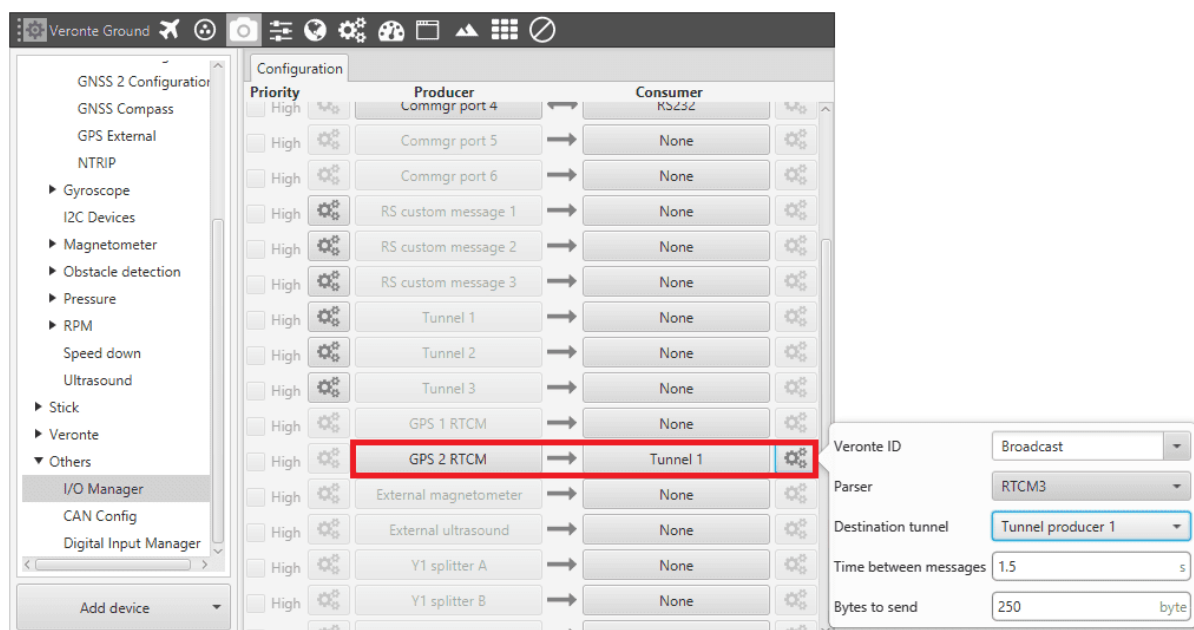 Veronte Ground
GNSS 2 Configuration
GNSS Compass
GPS External
NTRIP
Gyroscope
I2C Devices
Magnetometer
Obstacle detection
Pressure
RPM
Speed down
Ultrasound
Stick
Veronte
Others
I/O Manager
CAN Config
Digital Input Manager
Add device
Configuration
Priority Producer Consumer
High Commgr port 4 RS232
High Commgr port 5 None
High Commgr port 6 None
High RS custom message 1 None
High RS custom message 2 None
High RS custom message 3 None
High Tunnel 1 None
High Tunnel 2 None
High Tunnel 3 None
High GPS 1 RTCM None
High GPS 2 RTCM Tunnel 1
High External magnetometer None
High External ultrasound None
High Y1 splitter A None
High Y1 splitter B None
Veronte ID Broadcast
Parser RTCM3
Destination tunnel Tunnel producer 1
Time between messages 1.5 s
Bytes to send 250 byte